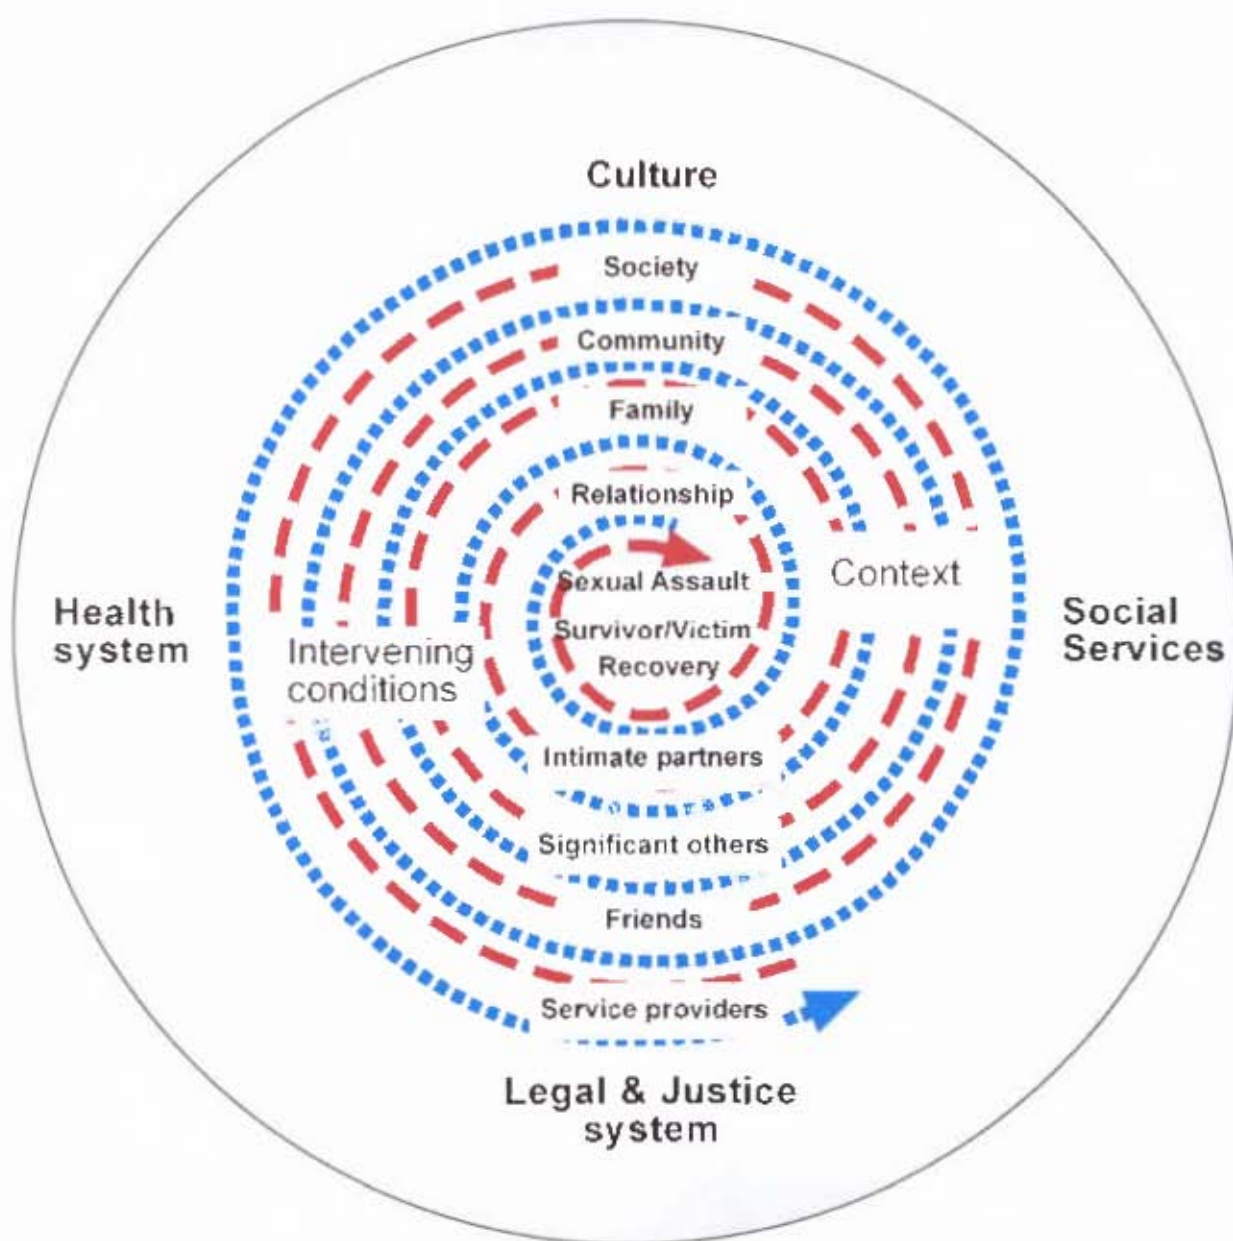 Culture
Society
Community
Family
Relationship
Sexual Assault
Survivor/Victim
Recovery
Context
Health
system
Intervening
conditions
Social
Services
Intimate partners
Significant others
Friends
Service providers
Legal & Justice
system